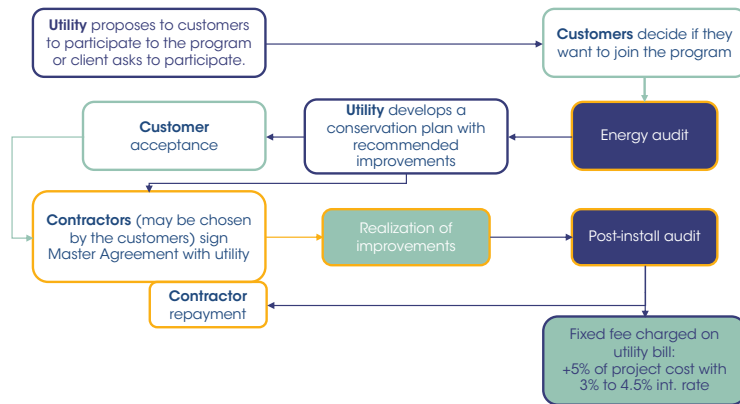 Utility proposes to customers
to participate to the program
or client asks to participate.
Customers decide if they
want to join the program
Customer
acceptance
Utility develops a
conservation plan with
recommended
improvements
Energy audit
Contractors (may be chosen
by the customers) sign
Master Agreement with utility
Realization of
improvements
Post-install audit
Contractor
repayment
Fixed fee charged on
utility bill:
+5% of project cost with
3% to 4.5% int. rate